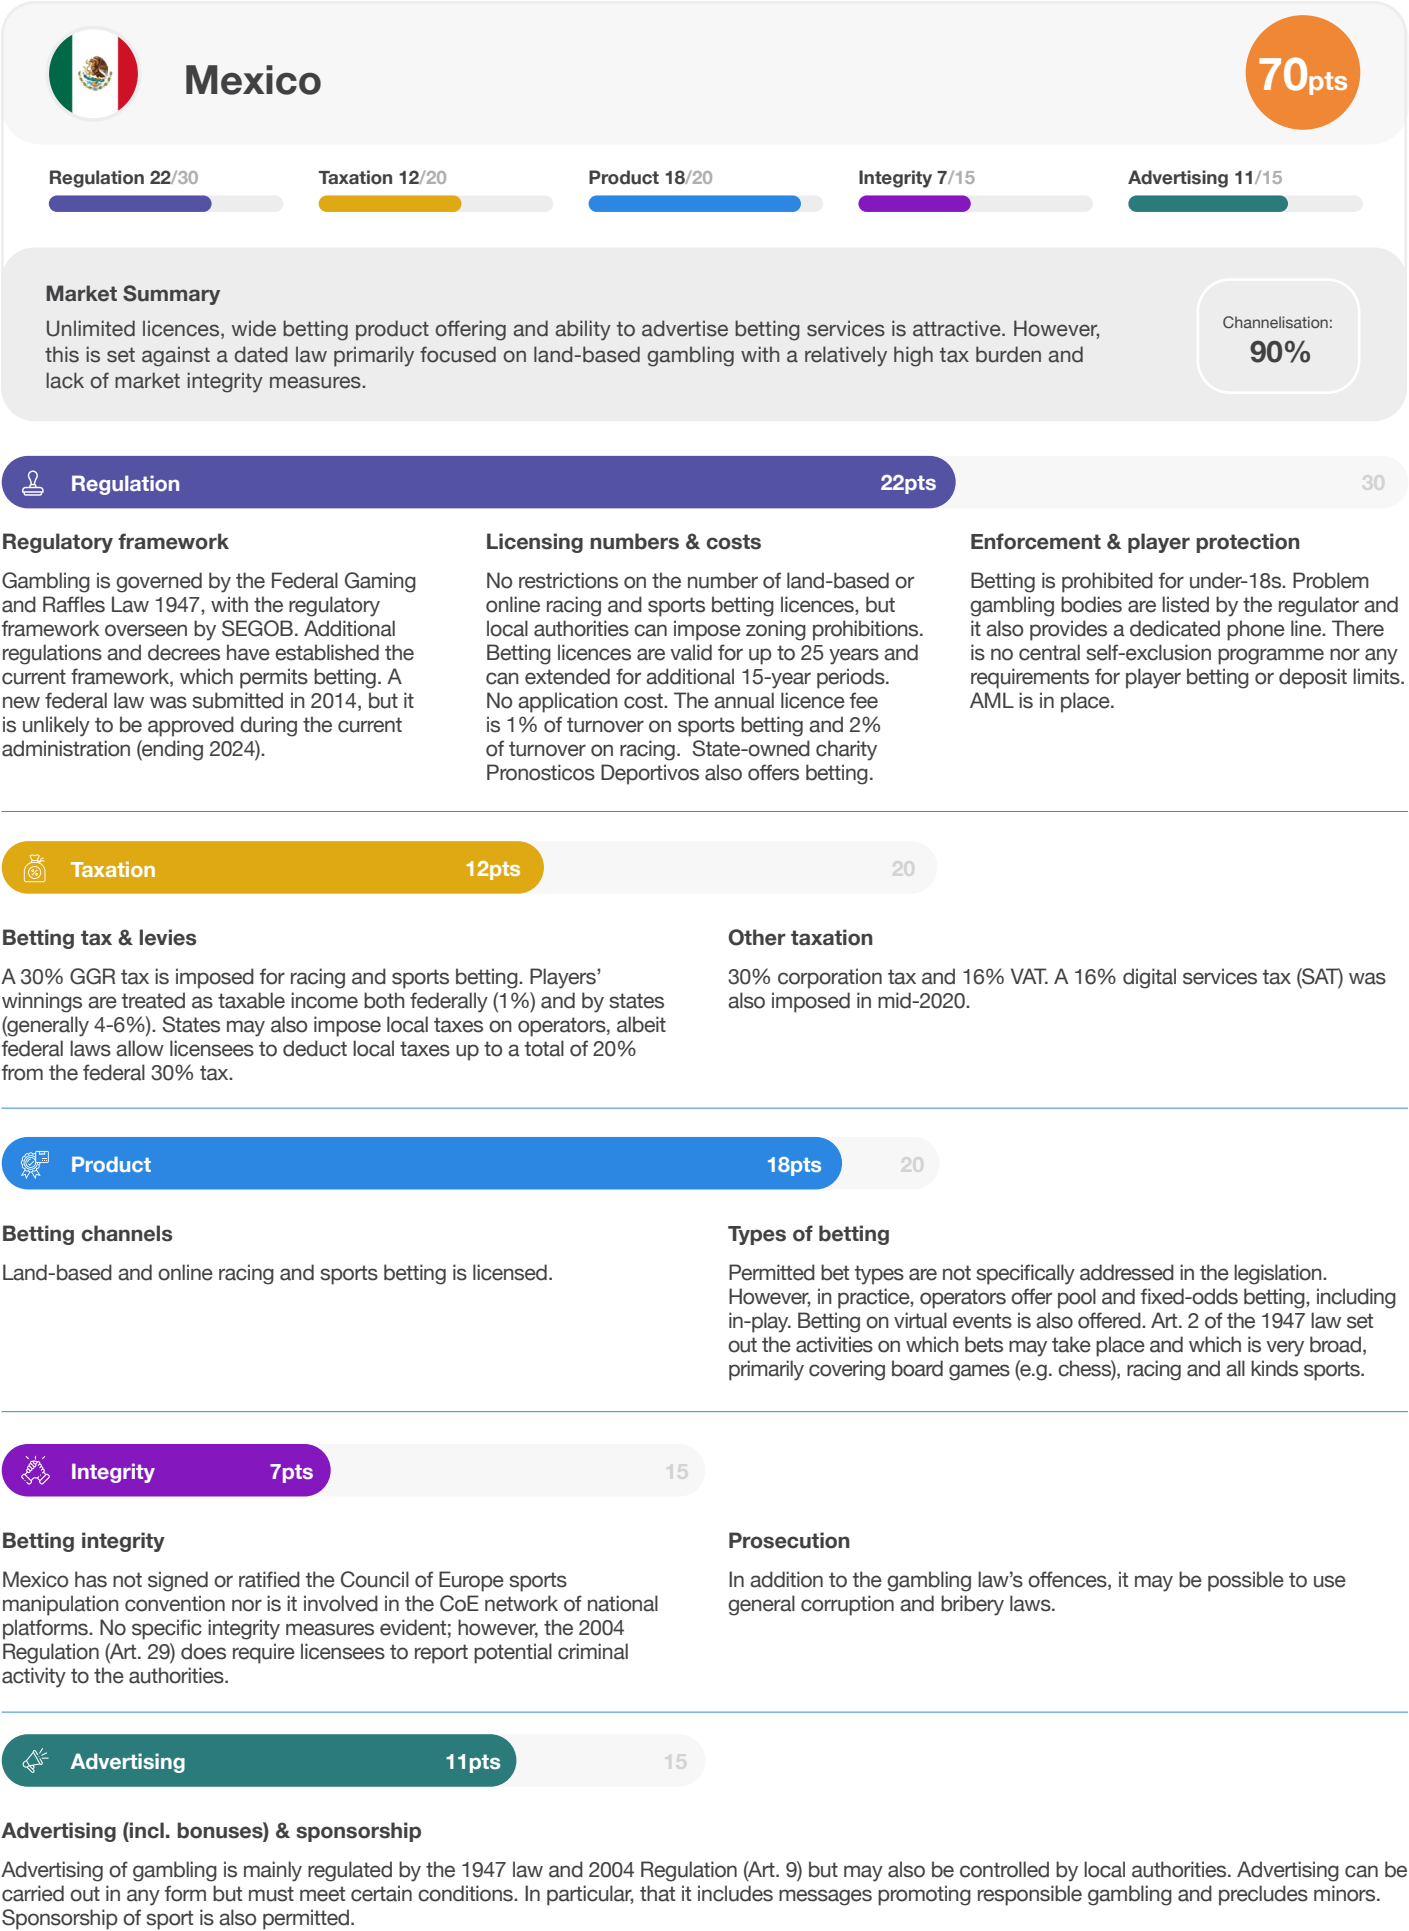 Mexico
70pts
Regulation 22/30
Taxation 12/20
Product 18/20
Integrity 7/15
Advertising 11/15
Market Summary
Unlimited licences, wide betting product offering and ability to advertise betting services is attractive. However,
this is set against a dated law primarily focused on land-based gambling with a relatively high tax burden and
lack of market integrity measures.
Channelisation:
90%
Regulation 22pts 30
Regulatory framework
Gambling is governed by the Federal Gaming
and Raffles Law 1947, with the regulatory
framework overseen by SEGOB. Additional
regulations and decrees have established the
current framework, which permits betting. A
new federal law was submitted in 2014, but it
is unlikely to be approved during the current
administration (ending 2024).
Licensing numbers & costs
No restrictions on the number of land-based or
online racing and sports betting licences, but
local authorities can impose zoning prohibitions.
Betting licences are valid for up to 25 years and
can extended for additional 15-year periods.
No application cost. The annual licence fee
is 1% of turnover on sports betting and 2%
of turnover on racing. State-owned charity
Pronosticos Deportivos also offers betting.
Enforcement & player protection
Betting is prohibited for under-18s. Problem
gambling bodies are listed by the regulator and
it also provides a dedicated phone line. There
is no central self-exclusion programme nor any
requirements for player betting or deposit limits.
AML is in place.
Taxation 12pts 20
Betting tax & levies
A 30% GGR tax is imposed for racing and sports betting. Players'
winnings are treated as taxable income both federally (1%) and by states
(generally 4-6%). States may also impose local taxes on operators, albeit
federal laws allow licensees to deduct local taxes up to a total of 20%
from the federal 30% tax.
Other taxation
30% corporation tax and 16% VAT. A 16% digital services tax (SAT) was
also imposed in mid-2020.
Product 18pts 20
Betting channels
Land-based and online racing and sports betting is licensed.
Types of betting
Permitted bet types are not specifically addressed in the legislation.
However, in practice, operators offer pool and fixed-odds betting, including
in-play. Betting on virtual events is also offered. Art. 2 of the 1947 law set
out the activities on which bets may take place and which is very broad,
primarily covering board games (e.g. chess), racing and all kinds sports.
Integrity 7pts 15
Betting integrity
Mexico has not signed or ratified the Council of Europe sports
manipulation convention nor is it involved in the CoE network of national
platforms. No specific integrity measures evident; however, the 2004
Regulation (Art. 29) does require licensees to report potential criminal
activity to the authorities.
Prosecution
In addition to the gambling law's offences, it may be possible to use
general corruption and bribery laws.
Advertising 11pts 15
Advertising (incl. bonuses) & sponsorship
Advertising of gambling is mainly regulated by the 1947 law and 2004 Regulation (Art. 9) but may also be controlled by local authorities. Advertising can be
carried out in any form but must meet certain conditions. In particular, that it includes messages promoting responsible gambling and precludes minors.
Sponsorship of sport is also permitted.